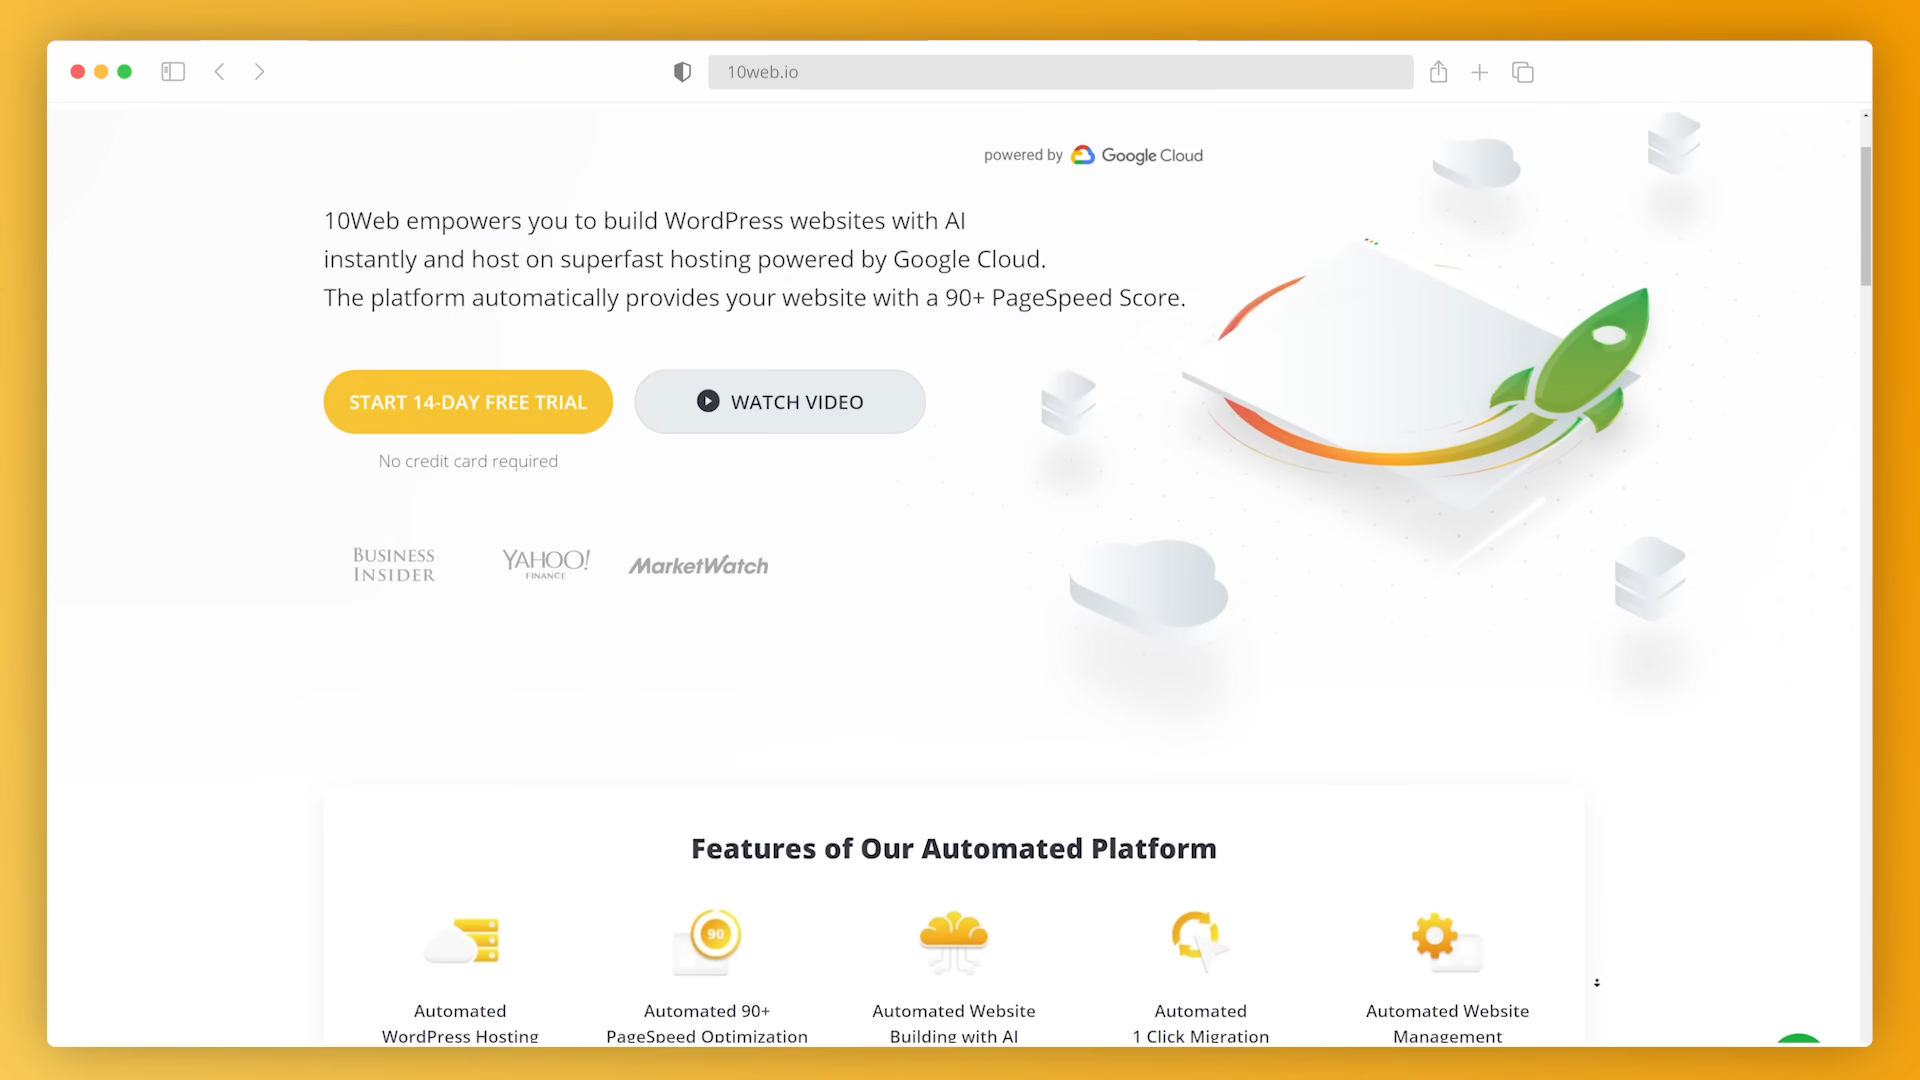 10web.io
powered by Google Cloud
10Web empowers you to build WordPress websites with AI
instantly and host on superfast hosting powered by Google Cloud.
The platform automatically provides your website with a 90+ PageSpeed Score.
START 14-DAY FREE TRIAL
WATCH VIDEO
No credit card required
BUSINESS
INSIDER
YAHOO!
FINANCE
MarketWatch
Features of Our Automated Platform
90
Automated
WordPress Hosting
Automated 90+
PageSpeed Optimization
Automated Website
Building with AI
Automated
1 Click Migration
Automated Website
Management